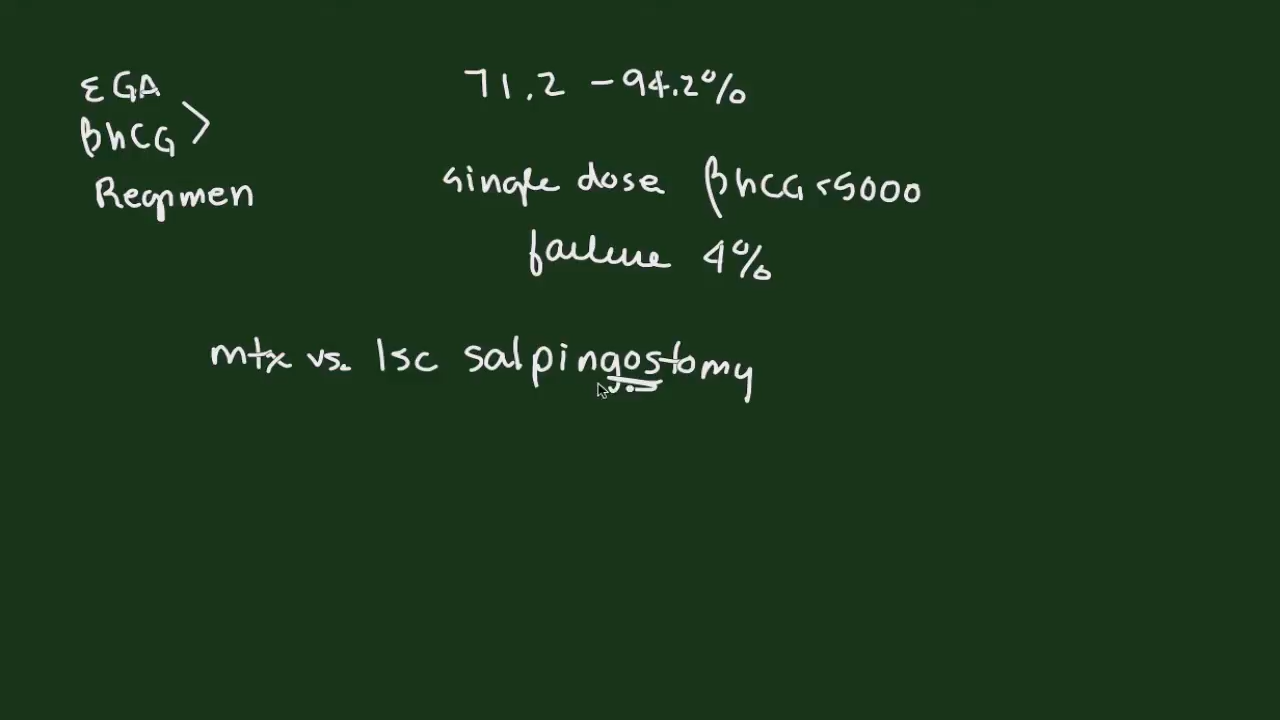 EGA
βhCG >
Regimen
71.2 - 94.2%
single dose βhCG <5000
failure 4%
mtx vs. lsc salpingostomy